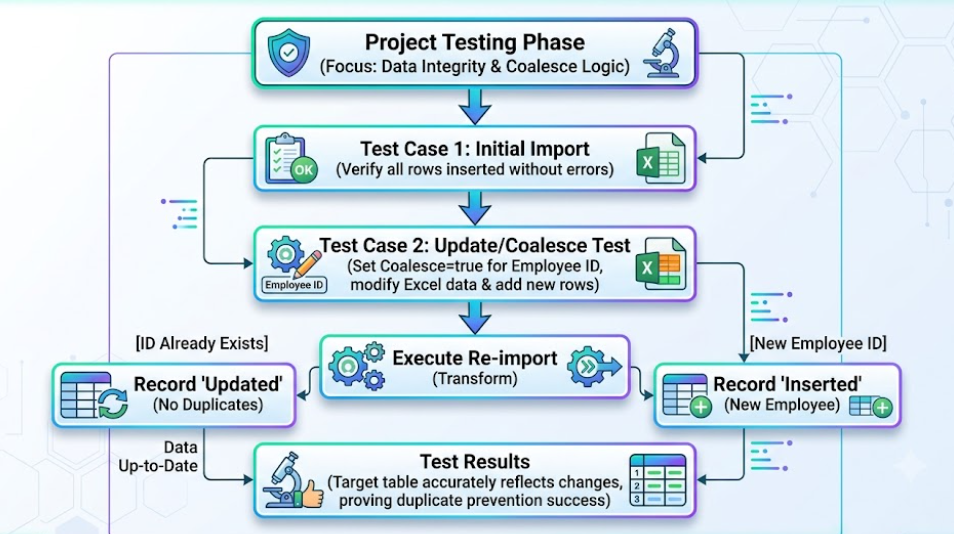 Project Testing Phase
(Focus: Data Integrity & Coalesce Logic)
Test Case 1: Initial Import
(Verify all rows inserted without errors)
OK
X
Test Case 2: Update/Coalesce Test
(Set Coalesce=true for Employee ID,
modify Excel data & add new rows)
Employee ID
X
[ID Already Exists]
Execute Re-import
(Transform)
[New Employee ID]
Record 'Updated'
(No Duplicates)
Record 'Inserted'
(New Employee)
Data
Up-to-Date
Test Results
(Target table accurately reflects changes,
proving duplicate prevention success)
1
2
3